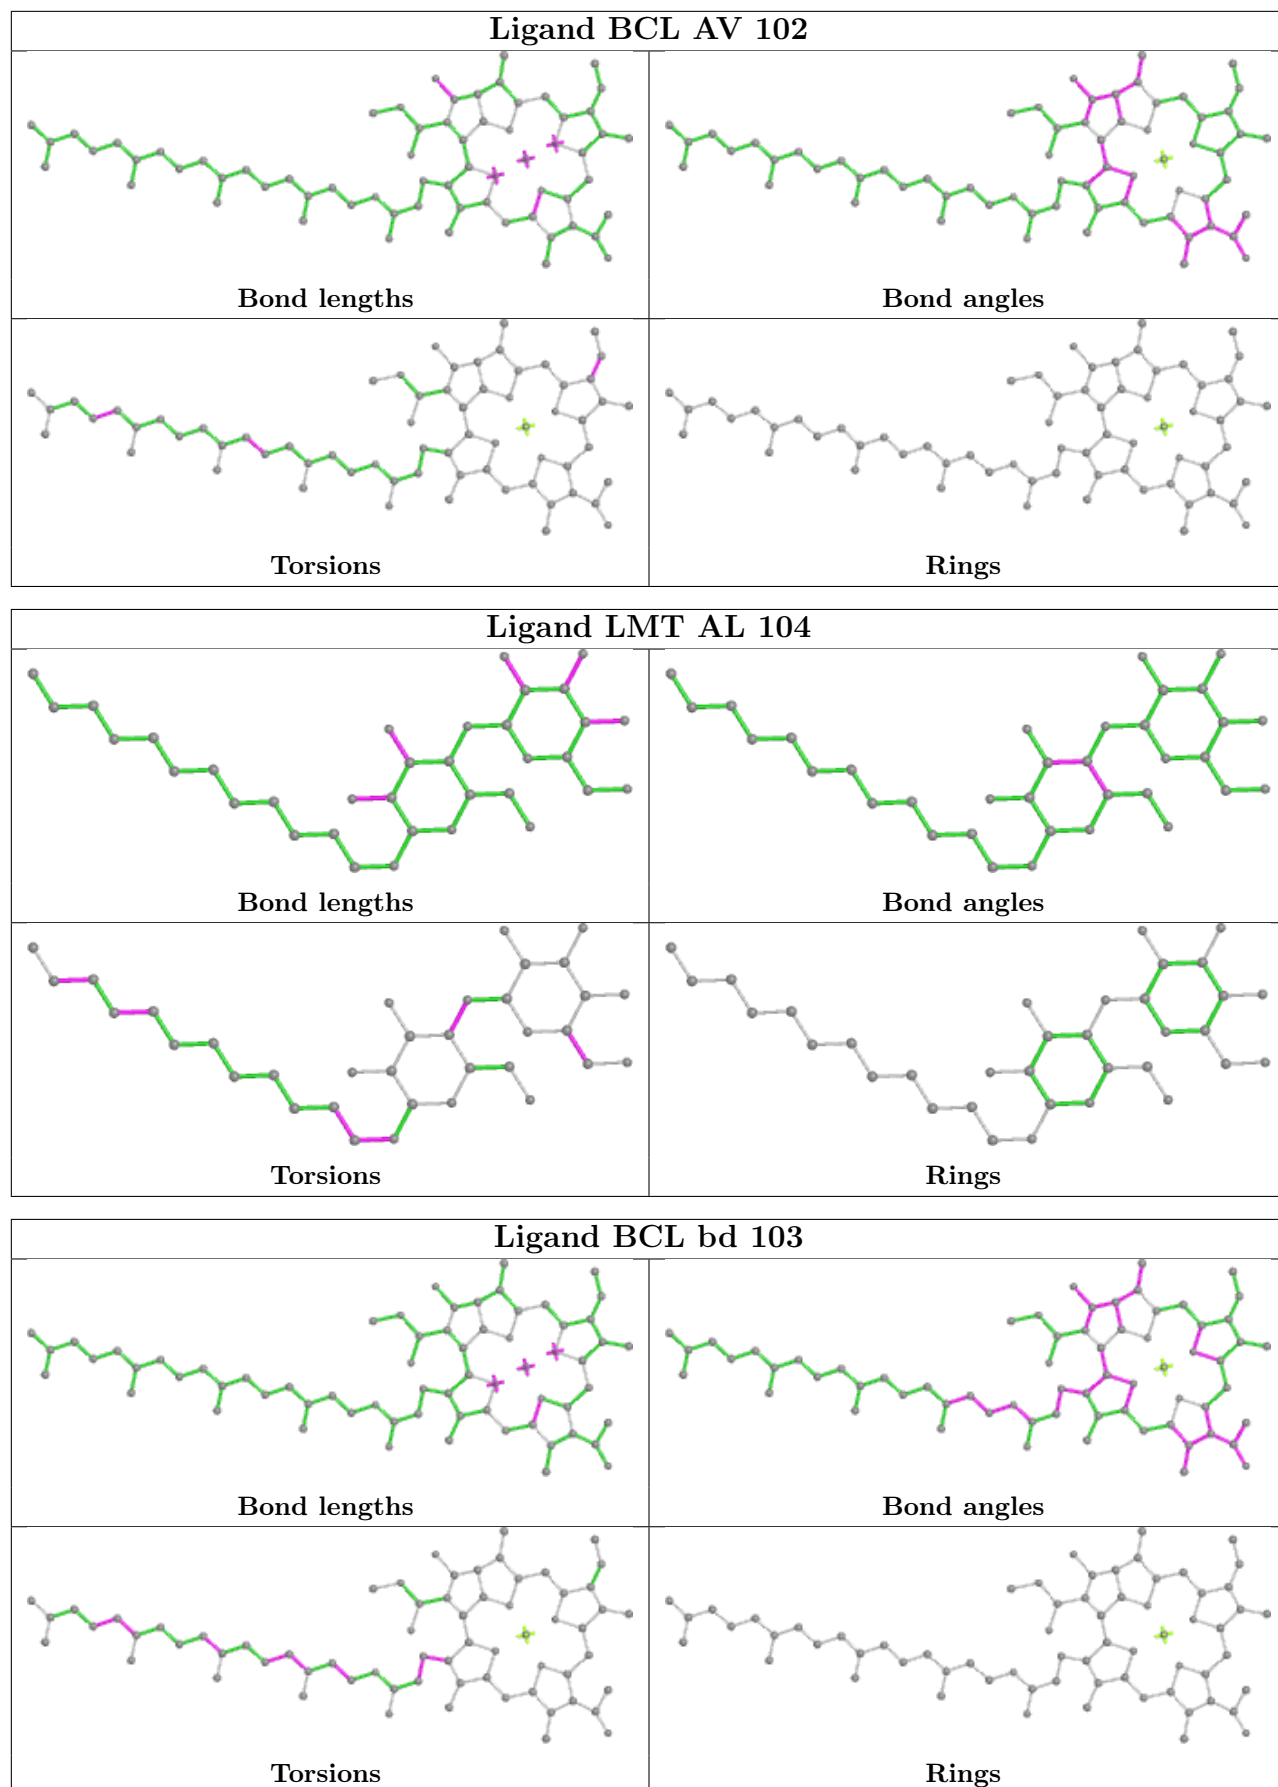 Ligand BCL AV 102
Bond lengths
Bond angles
Torsions
Rings
Ligand LMT AL 104
Bond lengths
Bond angles
Torsions
Rings
Ligand BCL bd 103
Bond lengths
Bond angles
Torsions
Rings